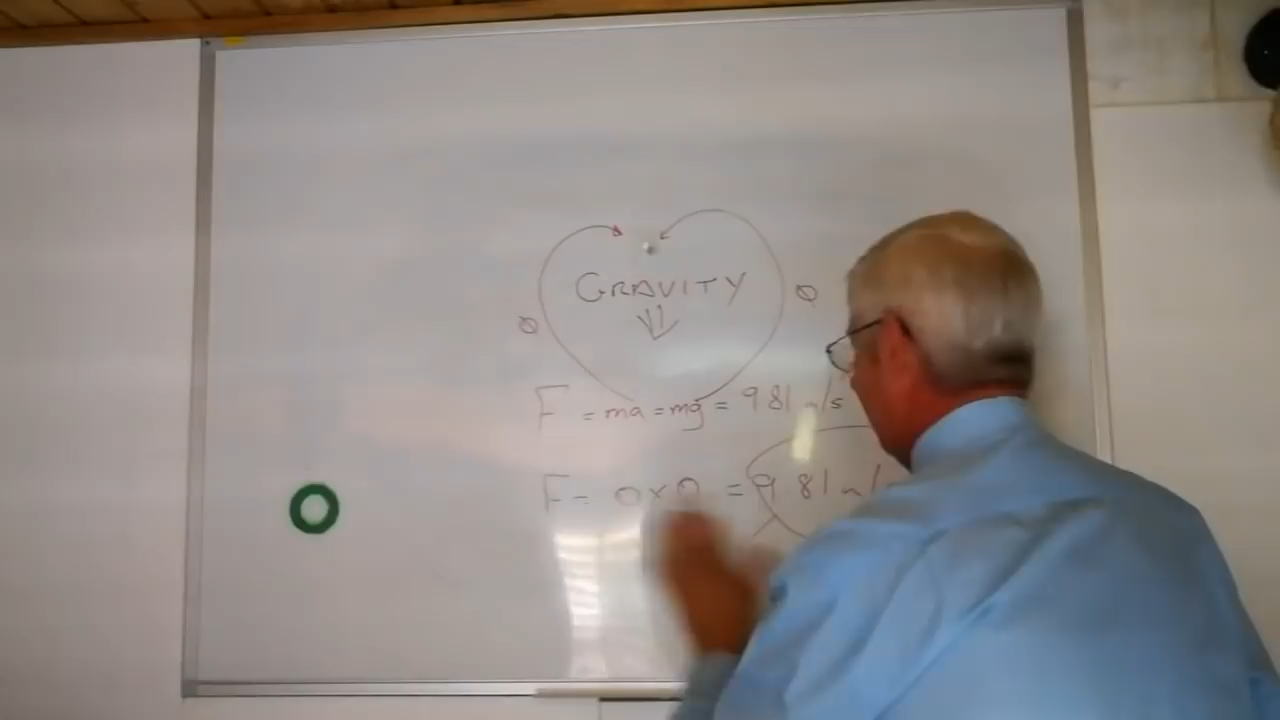 GRAVITY
Ø
Ø
F = ma = mg = 9 81 m/s
F = 0 x 0 = 9 81 m/